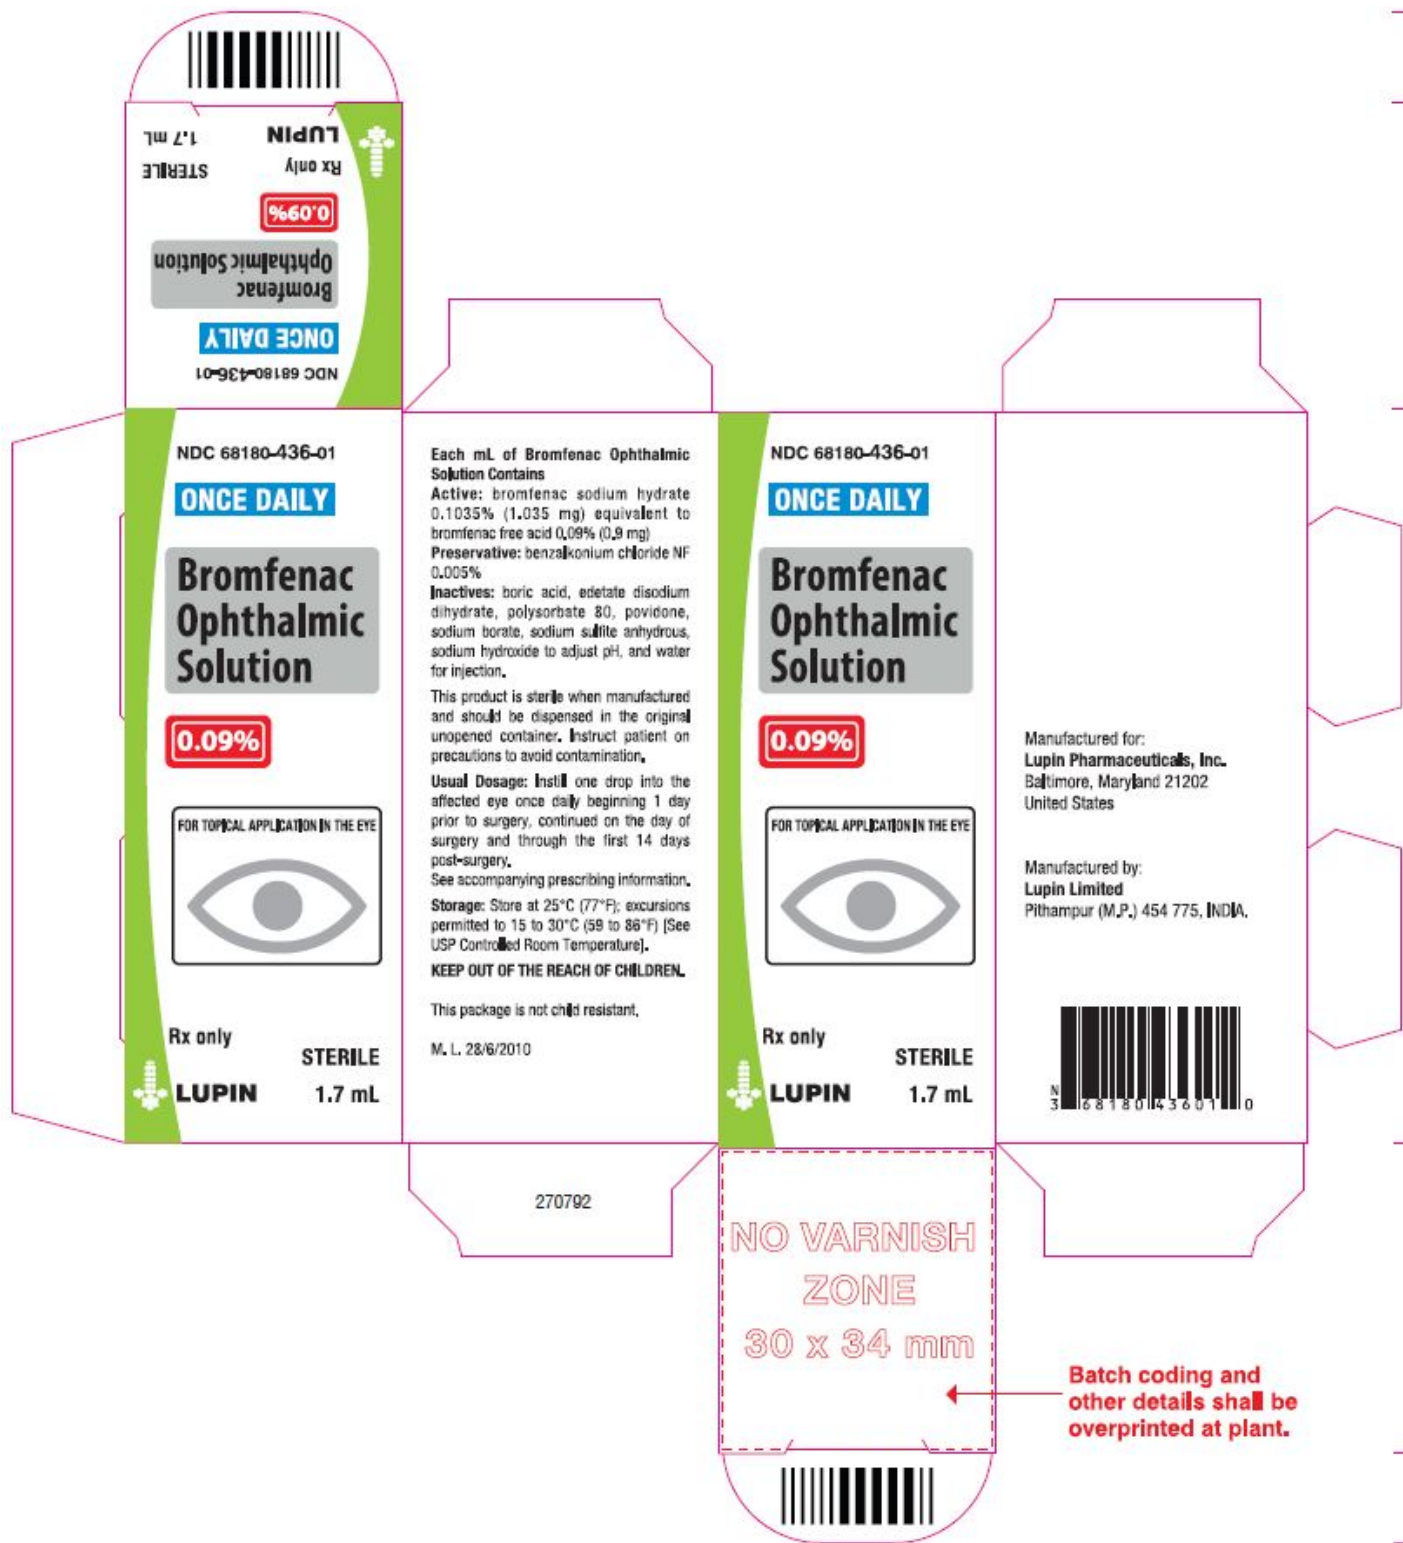 LUPIN
1.7 mL
Rx only
STERILE
0.09%
Bromfenac
Ophthalmic Solution
ONCE DAILY
NDC 68180-436-01
NDC 68180-436-01
ONCE DAILY
Bromfenac
Ophthalmic
Solution
0.09%
FOR TOPICAL APPLICATION IN THE EYE
Rx only
STERILE
LUPIN
1.7 mL
Each mL of Bromfenac Ophthalmic
Solution Contains
Active: bromfenac sodium hydrate
0.1035% (1.035 mg) equivalent to
bromfenac free acid 0.09% (0.9 mg)
Preservative: benzalkonium chloride NF
0.005%
Inactives: boric acid, edetate disodium
dihydrate, polysorbate 80, povidone,
sodium borate, sodium sulfite anhydrous,
sodium hydroxide to adjust pH, and water
for injection.
This product is sterile when manufactured
and should be dispensed in the original
unopened container. Instruct patient on
precautions to avoid contamination.
Usual Dosage: Instill one drop into the
affected eye once daily beginning 1 day
prior to surgery, continued on the day of
surgery and through the first 14 days
post-surgery.
See accompanying prescribing information.
Storage: Store at 25°C (77°F); excursions
permitted to 15 to 30°C (59 to 86°F) [See
USP Controlled Room Temperature].
KEEP OUT OF THE REACH OF CHILDREN.
This package is not child resistant.
M. L. 28/6/2010
270792
NDC 68180-436-01
ONCE DAILY
Bromfenac
Ophthalmic
Solution
0.09%
FOR TOPICAL APPLICATION IN THE EYE
Rx only
STERILE
LUPIN
1.7 mL
NO VARNISH
ZONE
30 x 34 mm
Manufactured for:
Lupin Pharmaceuticals, Inc.
Baltimore, Maryland 21202
United States
Manufactured by:
Lupin Limited
Pithampur (M.P.) 454 775, INDIA.
N
3 68180 43601 0
Batch coding and
other details shall be
overprinted at plant.